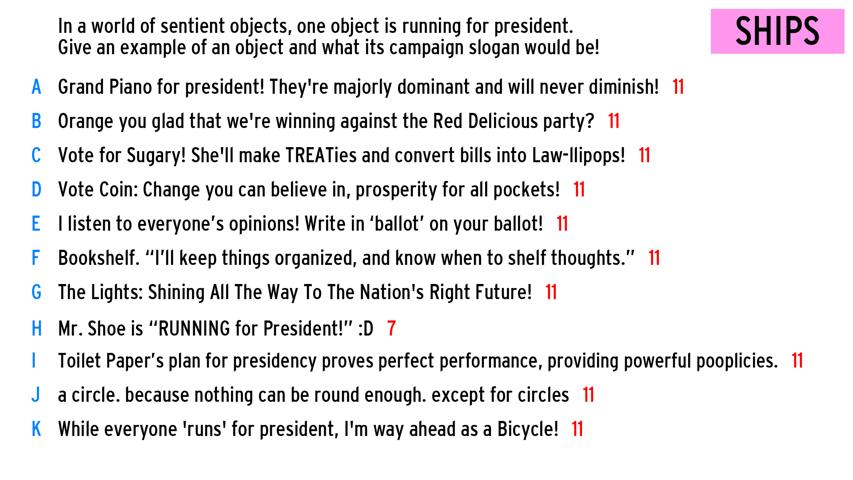 In a world of sentient objects, one object is running for president.
SHIPS
Give an example of an object and what its campaign slogan would be!
A Grand Piano for president! They're majorly dominant and will never diminish! 11
B Orange you glad that we're winning against the Red Delicious party? 11
C Vote for Sugary! She'll make TREATies and convert bills into Law-llipops! 11
D Vote Coin: Change you can believe in, prosperity for all pockets! 11
E I listen to everyone’s opinions! Write in ‘ballot’ on your ballot! 11
F Bookshelf. “I’ll keep things organized, and know when to shelf thoughts.” 11
G The Lights: Shining All The Way To The Nation's Right Future! 11
H Mr. Shoe is “RUNNING for President!” :D 7
I Toilet Paper’s plan for presidency proves perfect performance, providing powerful pooplicies. 11
J a circle. because nothing can be round enough. except for circles 11
K While everyone 'runs' for president, I'm way ahead as a Bicycle! 11